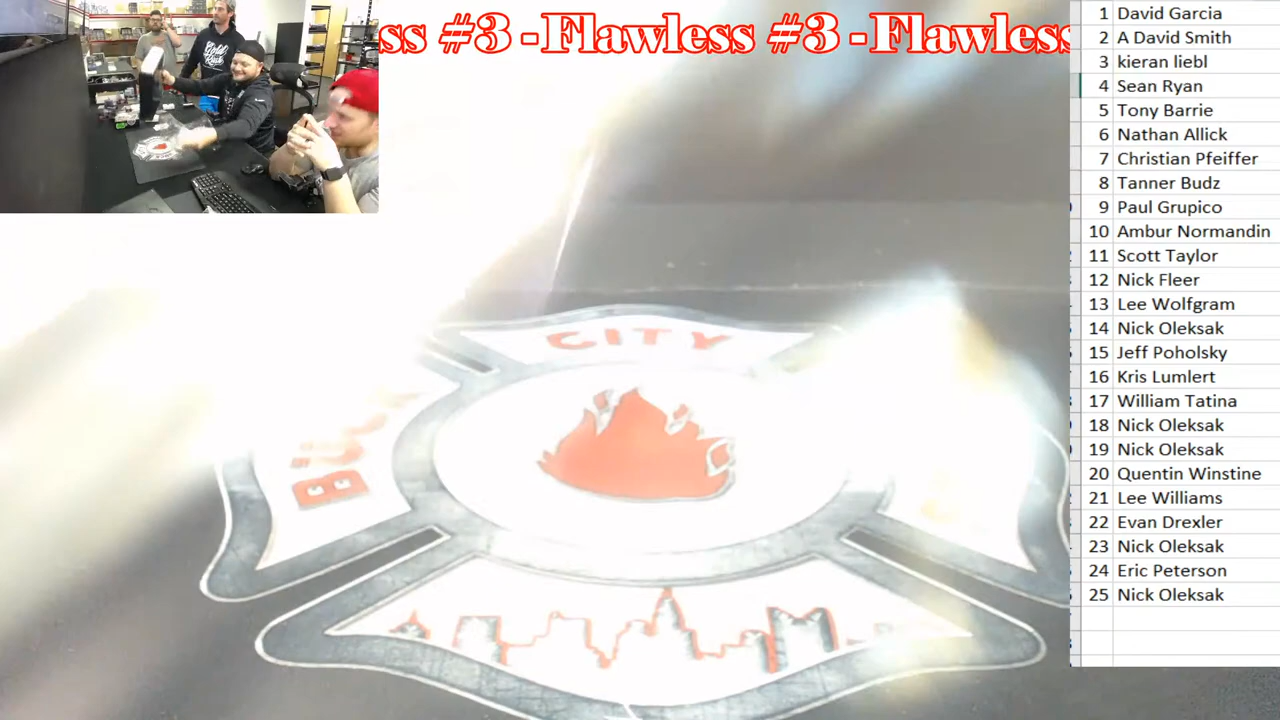 ss #3 -Flawless #3 -Flawless
CITY
1 David Garcia
2 A David Smith
3 kieran liebl
4 Sean Ryan
5 Tony Barrie
6 Nathan Allick
7 Christian Pfeiffer
8 Tanner Budz
9 Paul Grupico
10 Ambur Normandin
11 Scott Taylor
12 Nick Fleer
13 Lee Wolfgram
14 Nick Oleksak
15 Jeff Poholsky
16 Kris Lumlert
17 William Tatina
18 Nick Oleksak
19 Nick Oleksak
20 Quentin Winstine
21 Lee Williams
22 Evan Drexler
23 Nick Oleksak
24 Eric Peterson
25 Nick Oleksak